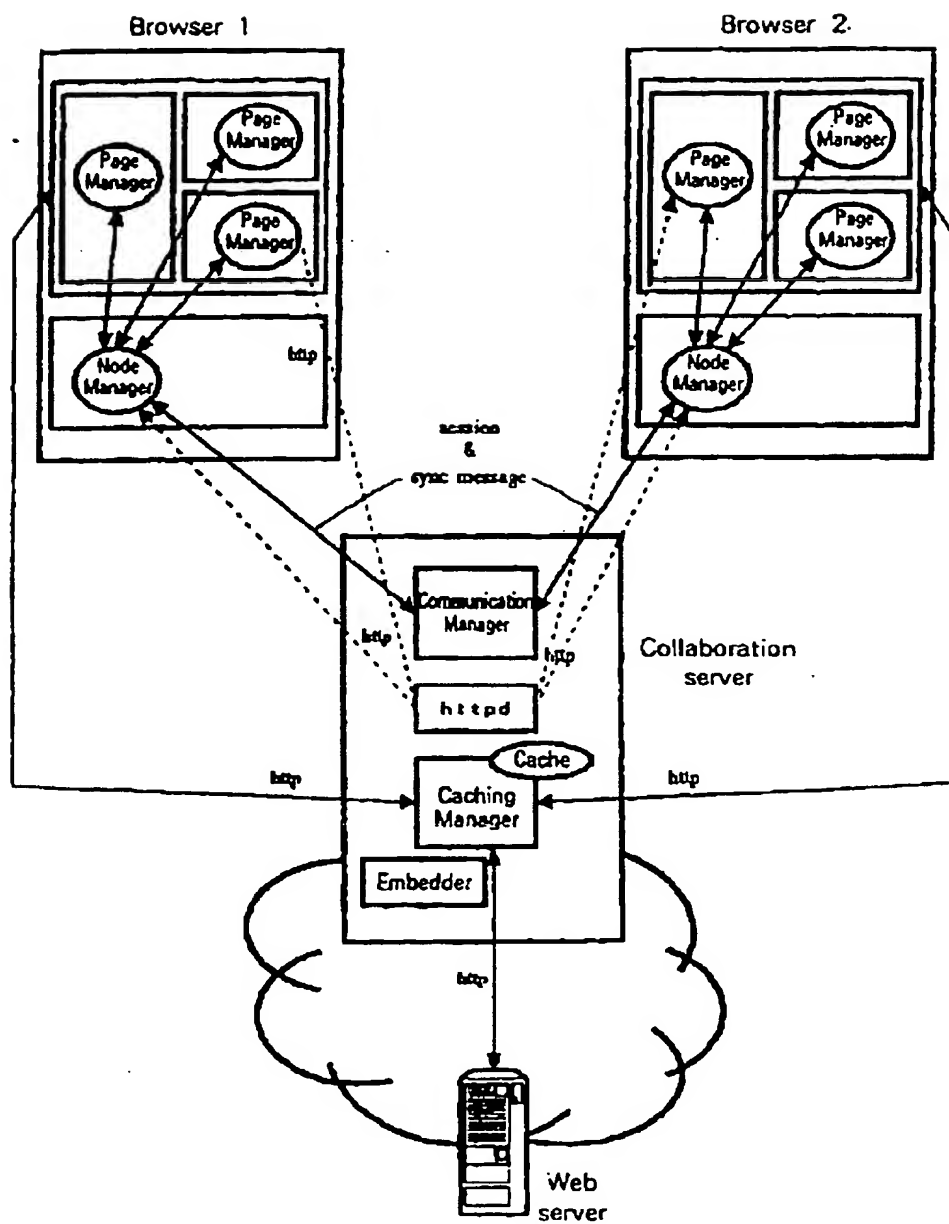 Browser 1
Browser 2.
Page
Manager
Page
Manager
Page
Manager
Node
Manager
http
Page
Manager
Page
Manager
Page
Manager
Node
Manager
session
&
sync message
Communication
Manager
http
http
Collaboration
server
httpd
Cache
Caching
Manager
http
http
Embedder
http
Web
server